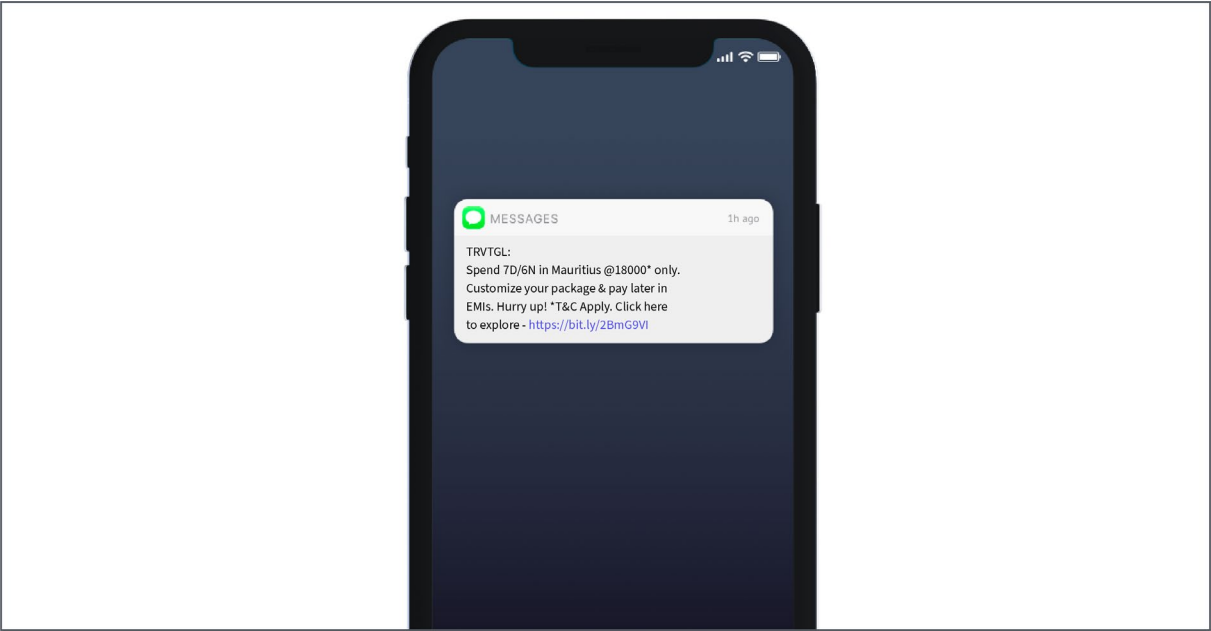 MESSAGES
1h ago
TRVTGL:
Spend 7D/6N in Mauritius @18000* only.
Customize your package & pay later in
EMIs. Hurry up! *T&C Apply. Click here
to explore - https://bit.ly/2BmG9VI